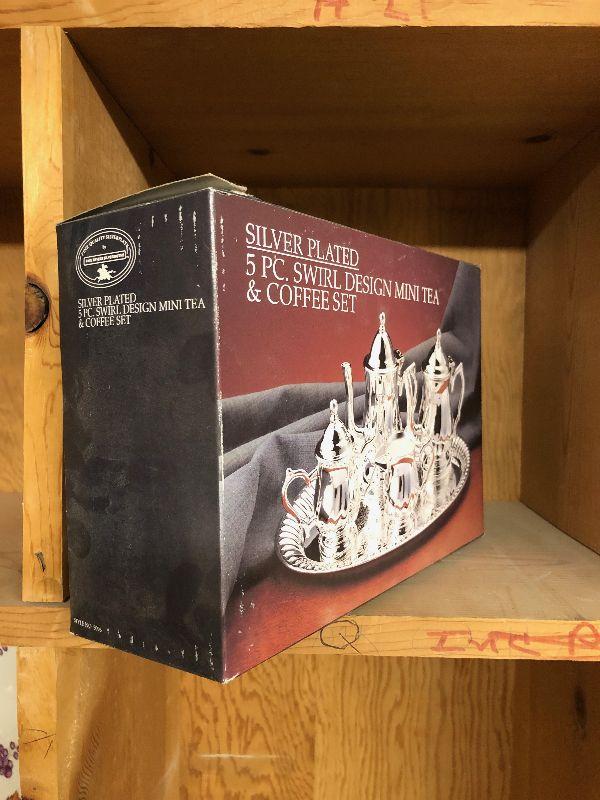 SILVER PLATED
5 PC. SWIRL DESIGN MINI TEA
& COFFEE SET
SILVER PLATED
5 PC. SWIRL DESIGN MINI TEA
& COFFEE SET